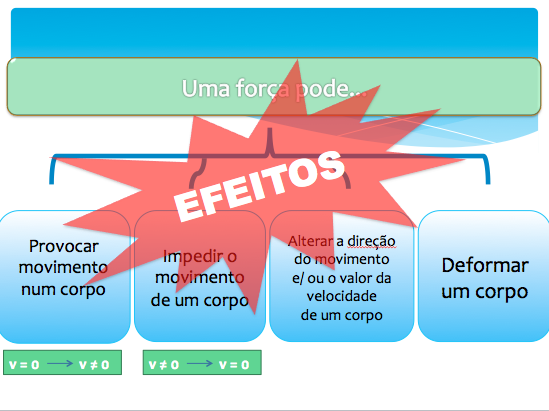 Uma força pode...
EFEITOS
Provocar
movimento
num corpo
Impedir o
movimento
de um corpo
Alterar a direção
do movimento
e/ ou o valor da
velocidade
de um corpo
Deformar
um corpo
v = 0 → v ≠ 0
v ≠ 0 → v = 0